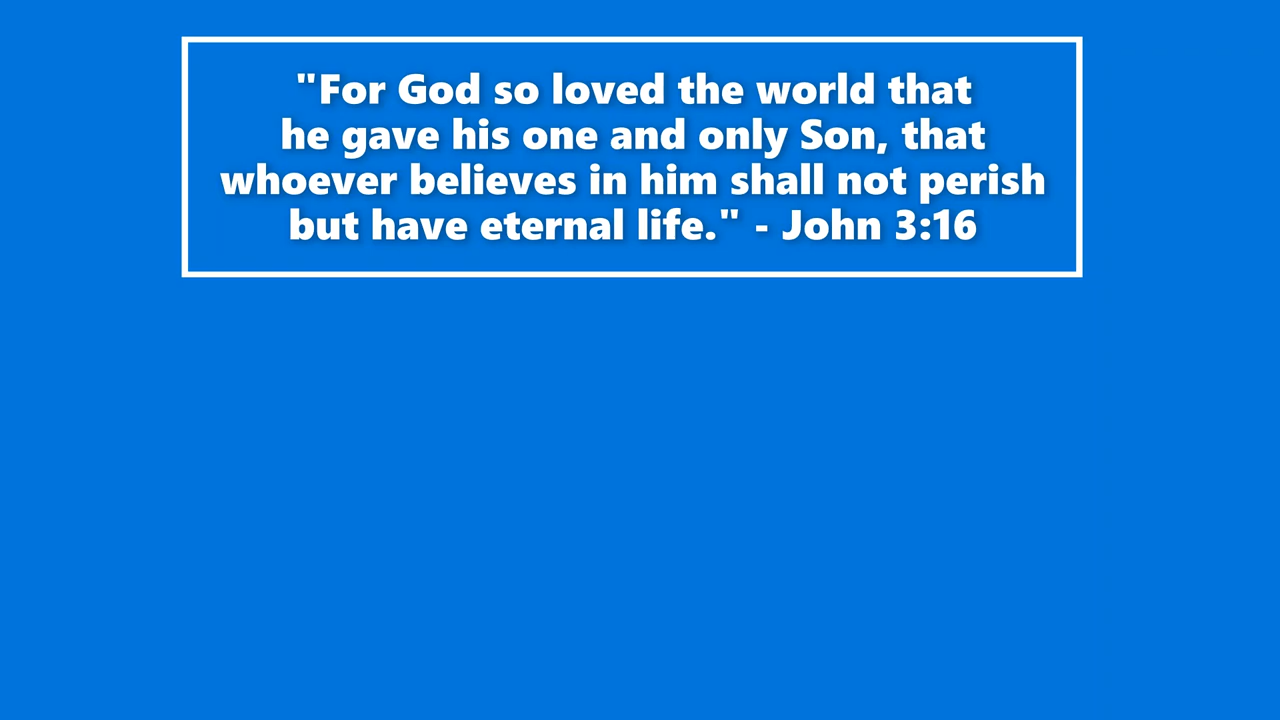 "For God so loved the world that
he gave his one and only Son, that
whoever believes in him shall not perish
but have eternal life." - John 3:16